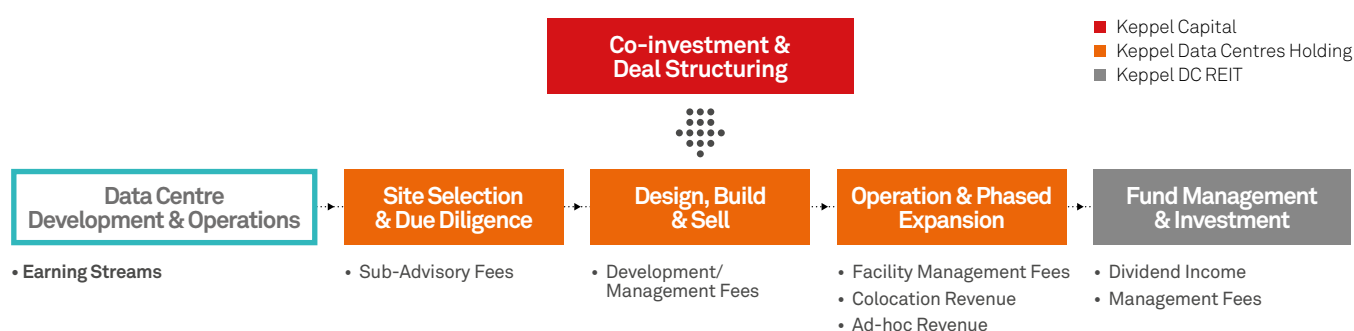 Co-investment &
Deal Structuring
Keppel Capital
Keppel Data Centres Holding
Keppel DC REIT
Data Centre
Development & Operations
Site Selection
& Due Diligence
Design, Build
& Sell
Operation & Phased
Expansion
Fund Management
& Investment
• Earning Streams
• Sub-Advisory Fees
• Development/
Management Fees
• Facility Management Fees
• Colocation Revenue
• Ad-hoc Revenue
• Dividend Income
• Management Fees